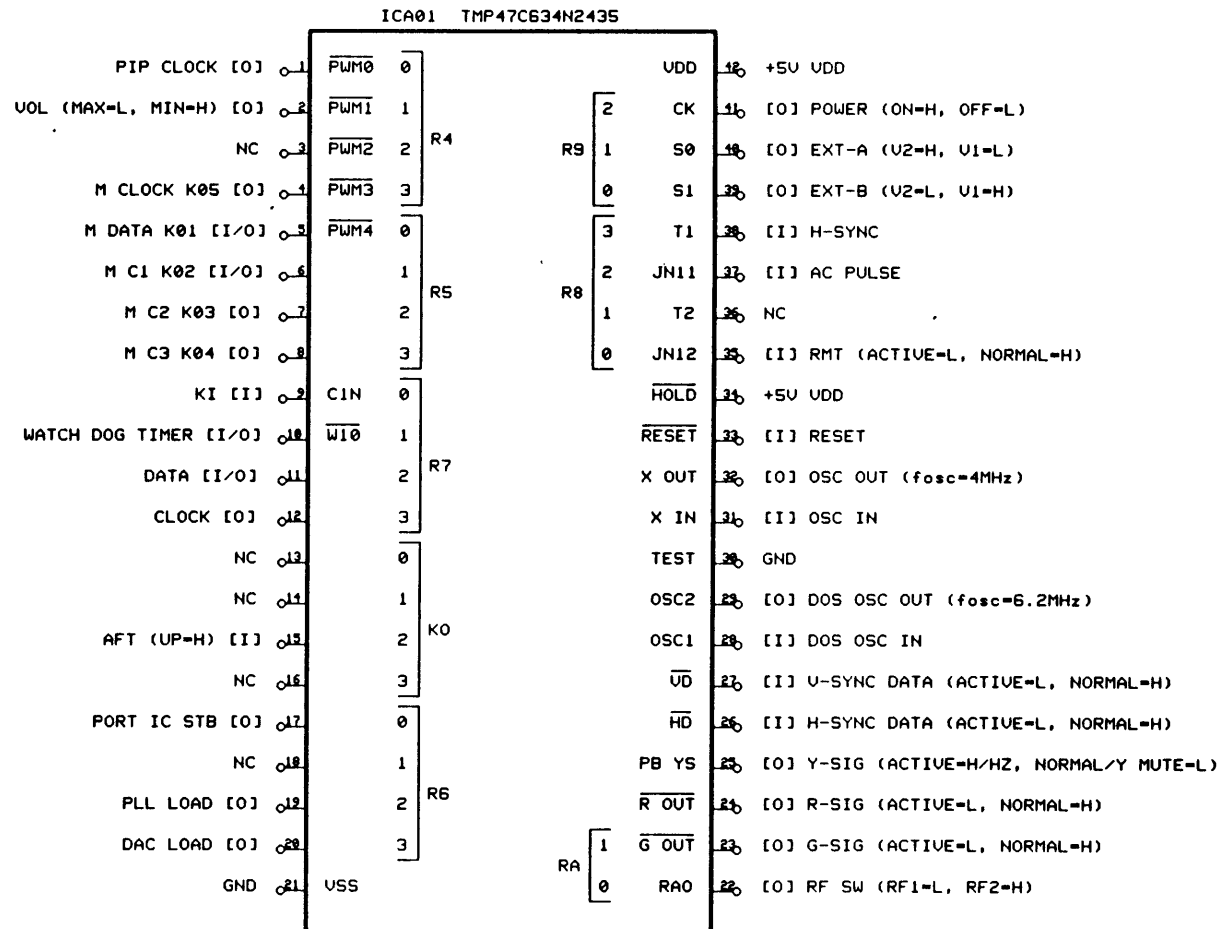 ICA01 TMP47C634N2435
PIP CLOCK [O] 1 PWM0 0 VDD 42 +5V VDD
VOL (MAX=L, MIN=H) [O] 2 PWM1 1 2 CK 41 [O] POWER (ON=H, OFF=L)
R4
NC 3 PWM2 2 R9 1 S0 40 [O] EXT-A (V2=H, V1=L)
M CLOCK K05 [O] 4 PWM3 3 0 S1 39 [O] EXT-B (V2=L, V1=H)
M DATA K01 [I/O] 5 PWM4 0 3 T1 38 [I] H-SYNC
M C1 K02 [I/O] 6 1 2 JN11 37 [I] AC PULSE
R5 R8
M C2 K03 [O] 7 2 1 T2 36 NC
M C3 K04 [O] 8 3 0 JN12 35 [I] RMT (ACTIVE=L, NORMAL=H)
KI [I] 9 C1N 0 HOLD 34 +5V VDD
WATCH DOG TIMER [I/O] 10 W10 1 RESET 33 [I] RESET
R7
DATA [I/O] 11 2 X OUT 32 [O] OSC OUT (fosc=4MHz)
CLOCK [O] 12 3 X IN 31 [I] OSC IN
NC 13 0 TEST 30 GND
NC 14 1 OSC2 29 [O] DOS OSC OUT (fosc=6.2MHz)
KO
AFT (UP=H) [I] 15 2 OSC1 28 [I] DOS OSC IN
NC 16 3 VD 27 [I] V-SYNC DATA (ACTIVE=L, NORMAL=H)
PORT IC STB [O] 17 0 HD 26 [I] H-SYNC DATA (ACTIVE=L, NORMAL=H)
NC 18 1 PB YS 25 [O] Y-SIG (ACTIVE=H/HZ, NORMAL/Y MUTE=L)
R6
PLL LOAD [O] 19 2 R OUT 24 [O] R-SIG (ACTIVE=L, NORMAL=H)
DAC LOAD [O] 20 3 1 G OUT 23 [O] G-SIG (ACTIVE=L, NORMAL=H)
RA
GND 21 VSS 0 RAO 22 [O] RF SW (RF1=L, RF2=H)